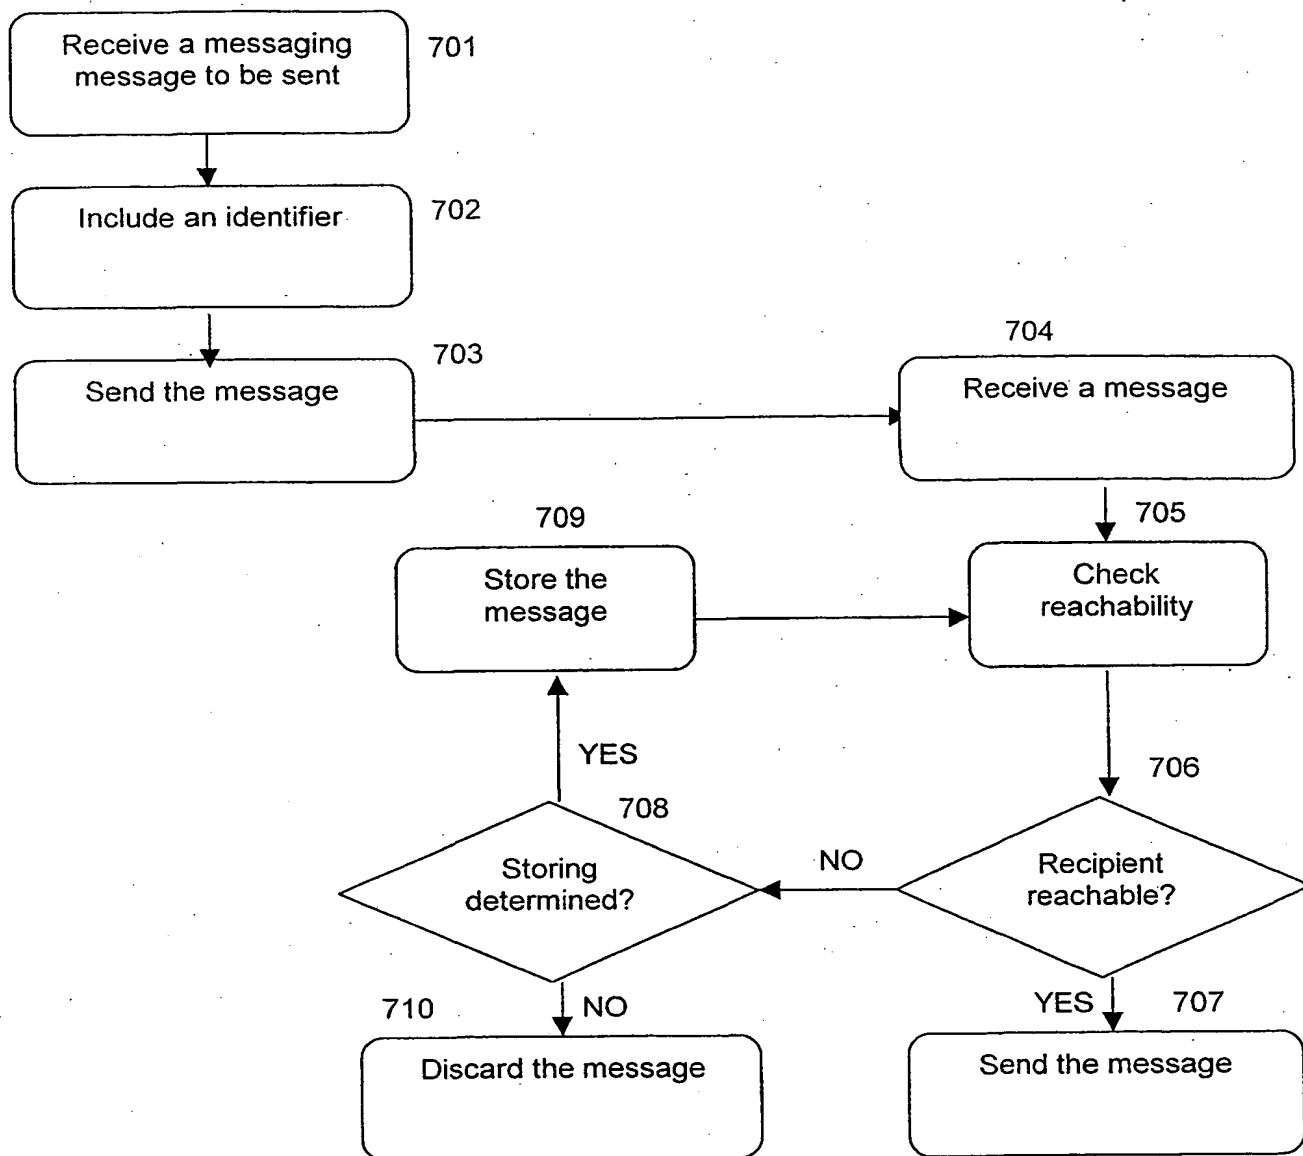 Receive a messaging
message to be sent
701
Include an identifier
702
Send the message
703
704
Receive a message
705
Check
reachability
709
Store the
message
YES
706
708
Storing
determined?
NO
Recipient
reachable?
710
NO
Discard the message
YES
707
Send the message